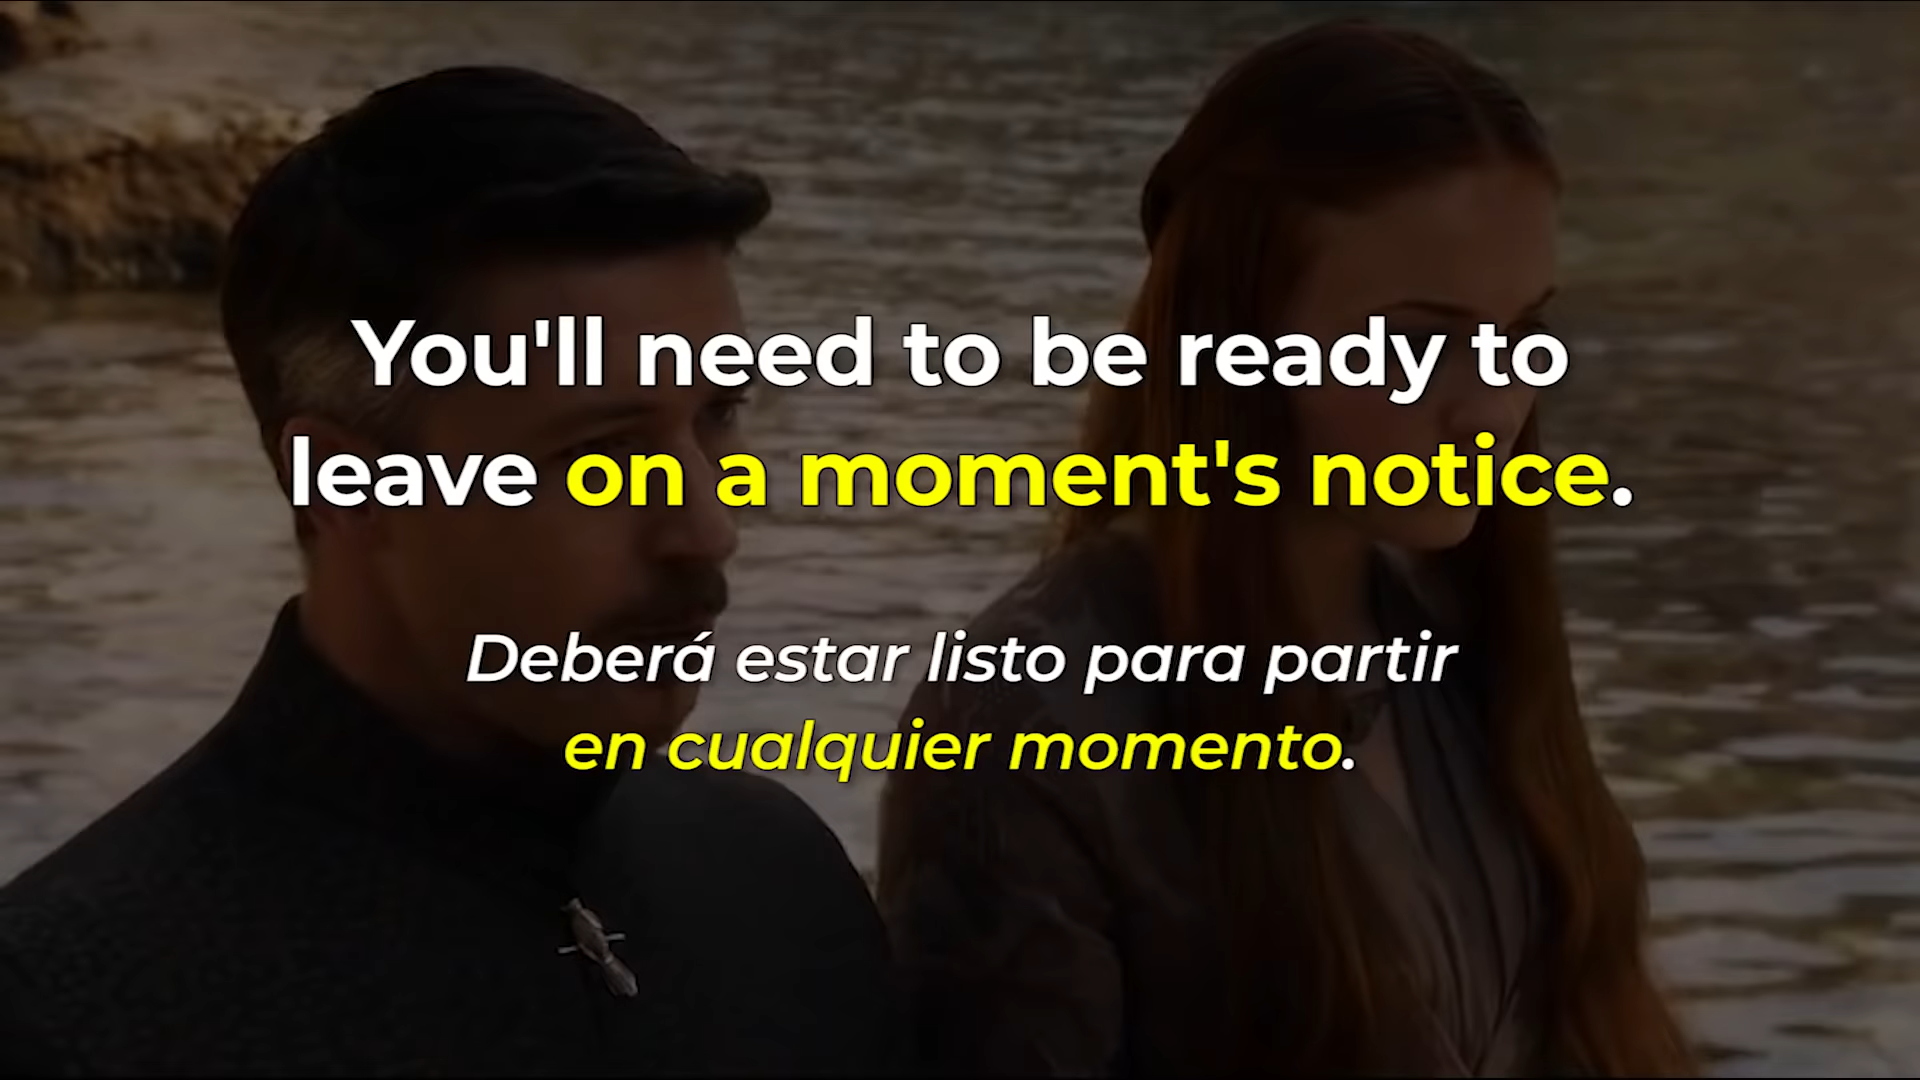 You'll need to be ready to
leave on a moment's notice.
Deberá estar listo para partir
en cualquier momento.